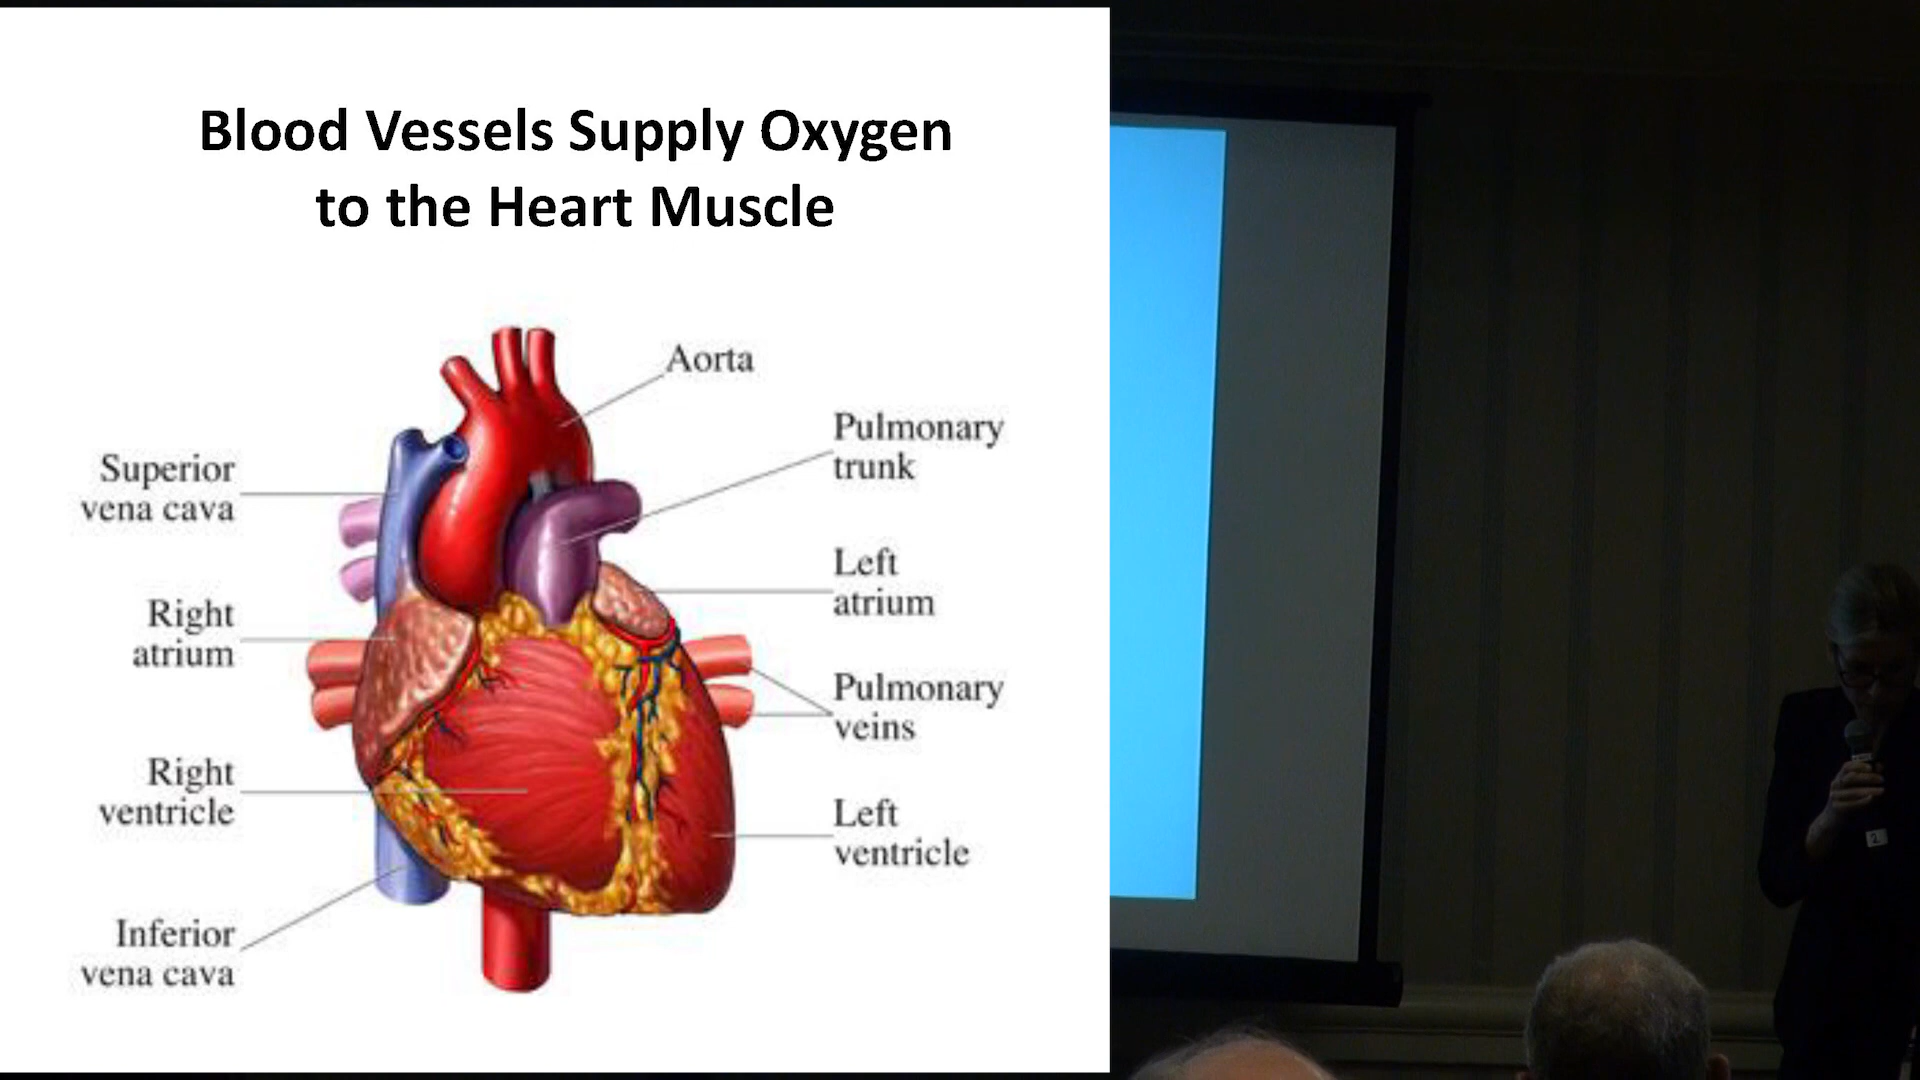 Blood Vessels Supply Oxygen
to the Heart Muscle
Aorta
Pulmonary
trunk
Superior
vena cava
Left
atrium
Right
atrium
Pulmonary
veins
Right
ventricle
Left
ventricle
Inferior
vena cava